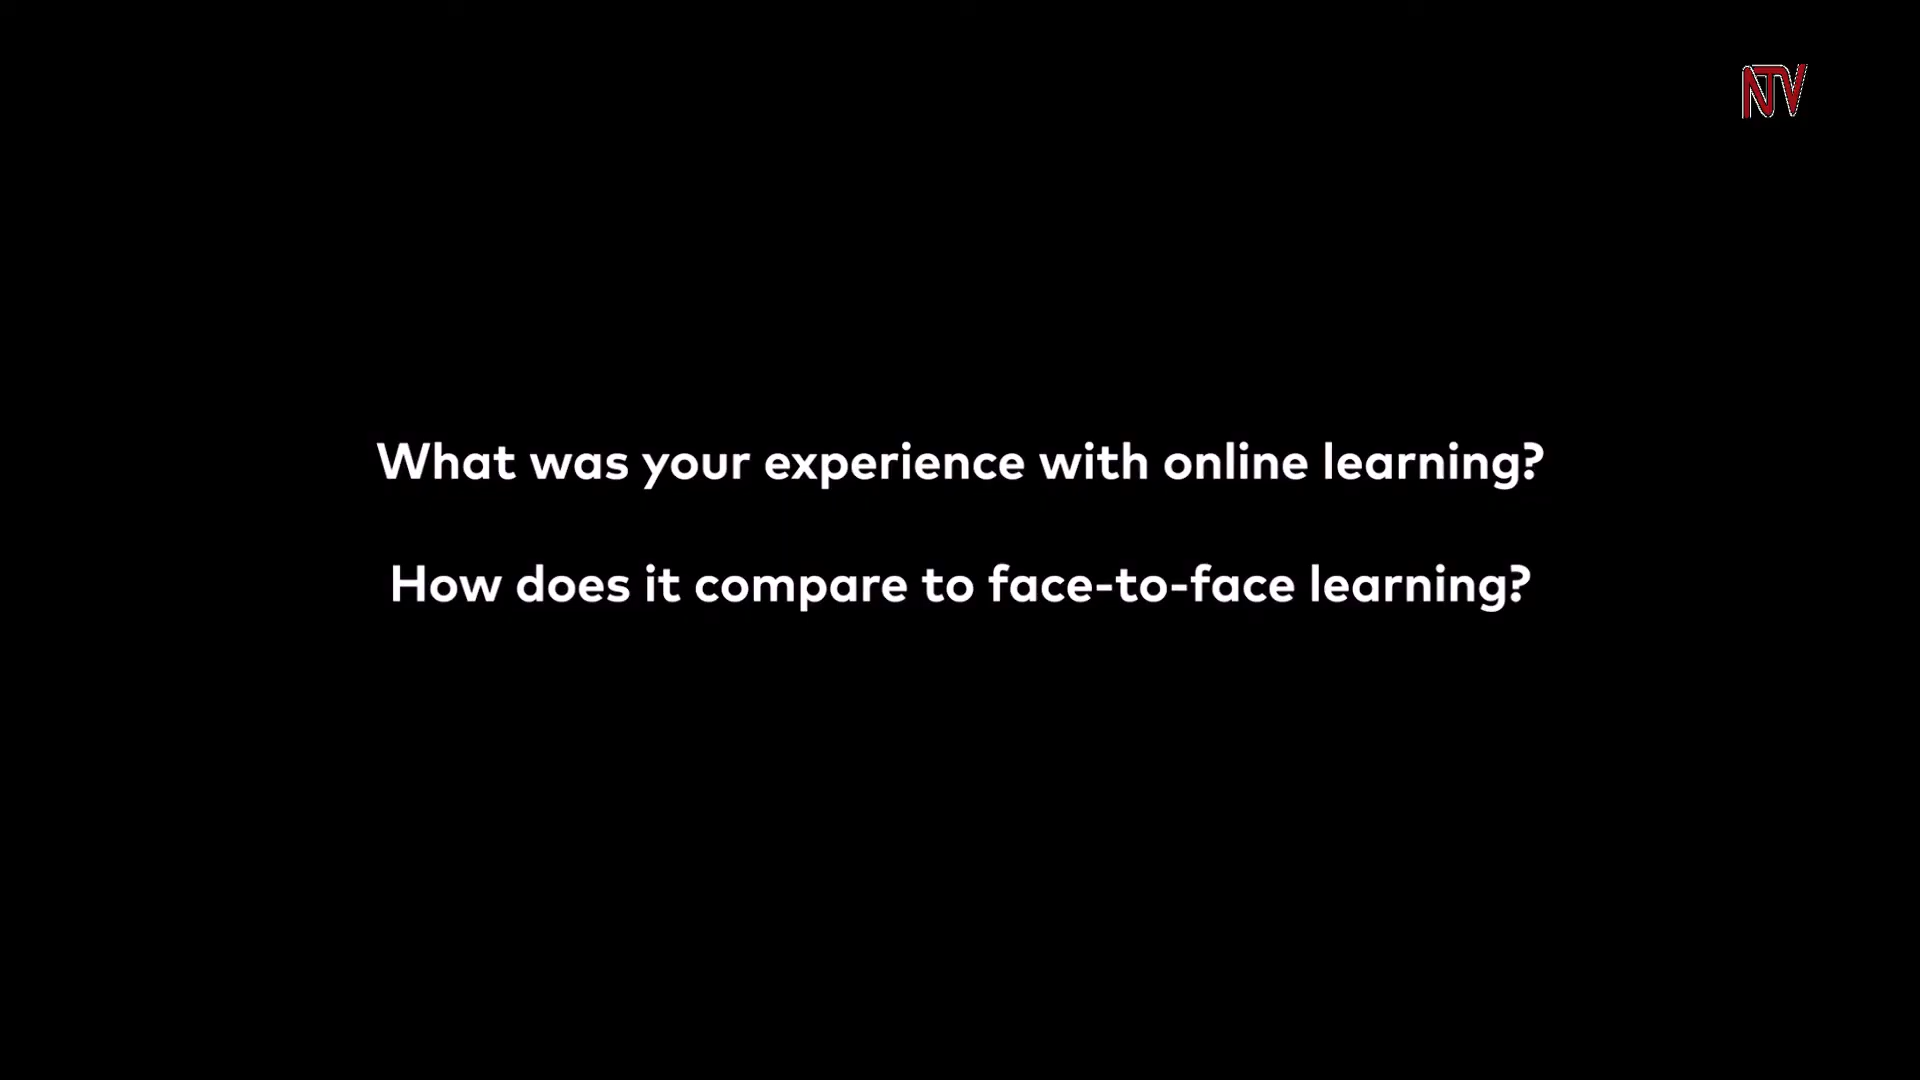 NTV
What was your experience with online learning?
How does it compare to face-to-face learning?